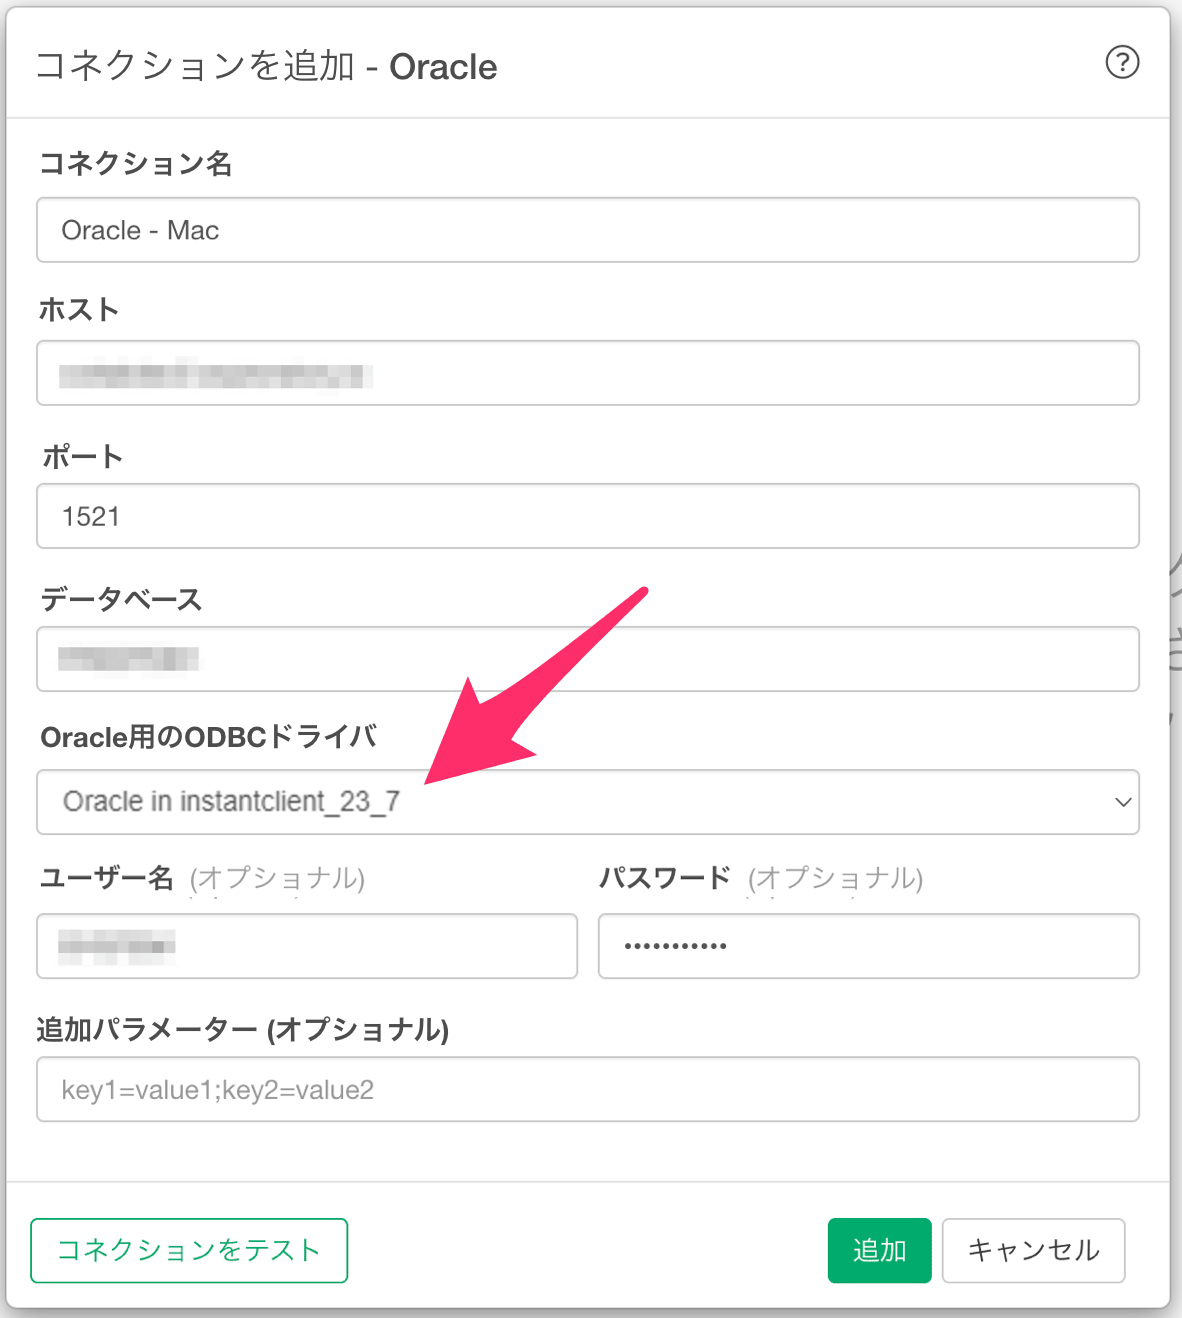 コネクションを追加 - Oracle
コネクション名
Oracle - Mac
ホスト
ポート
1521
データベース
Oracle用のODBCドライバ
Oracle in instantclient_23_7
ユーザー名 (オプショナル) パスワード (オプショナル)
•••••••••••
追加パラメーター (オプショナル)
key1=value1;key2=value2
コネクションをテスト 追加 キャンセル